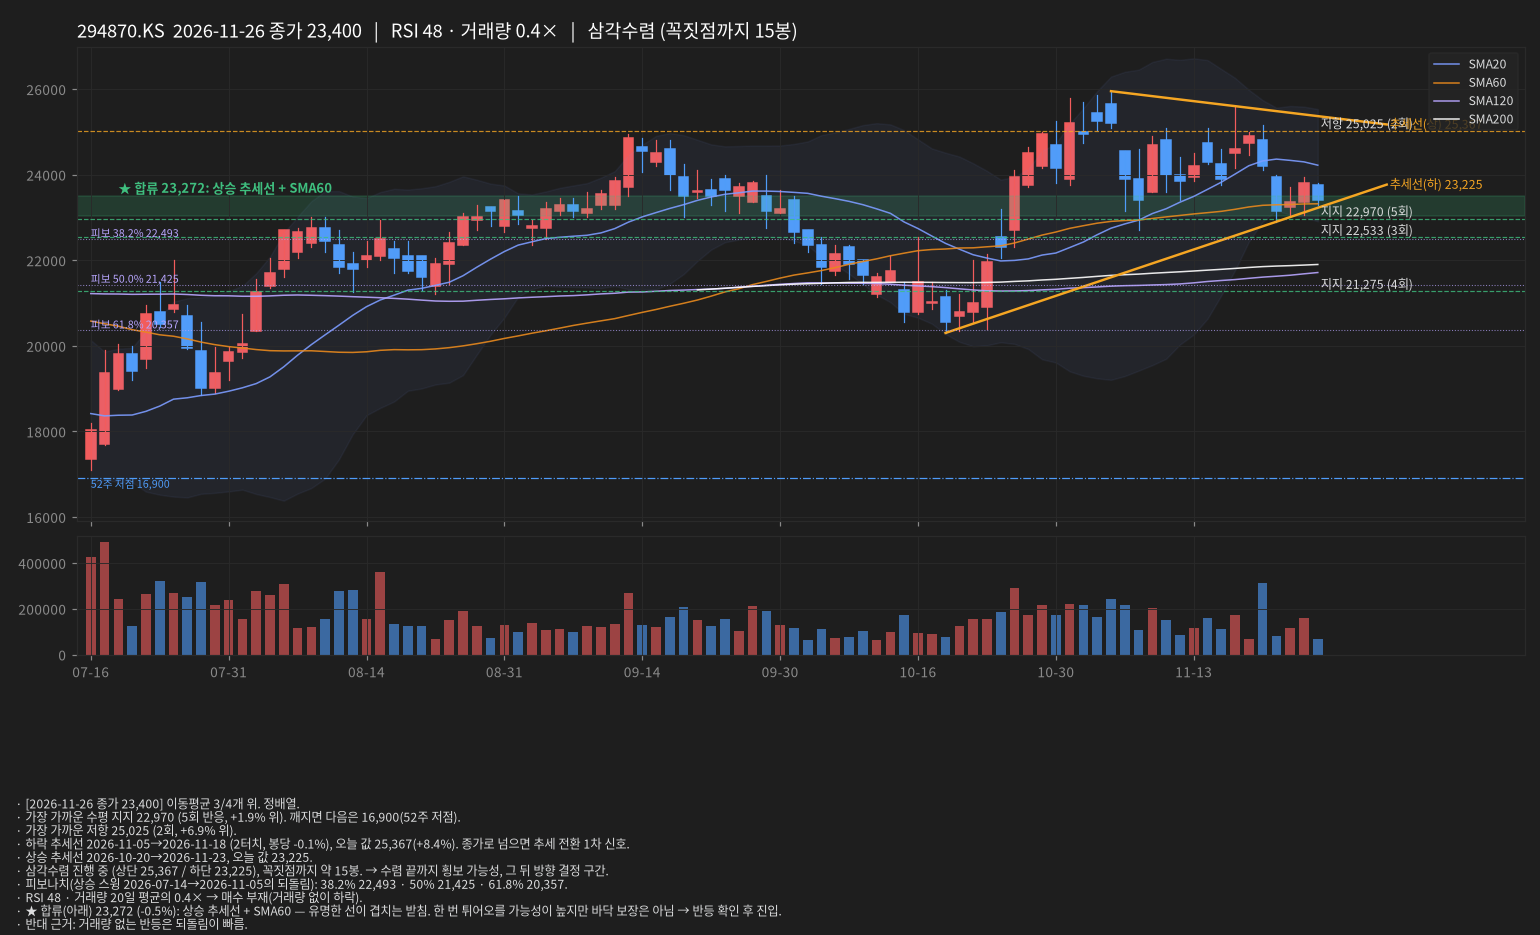 294870.KS 2026-11-26 종가 23,400 | RSI 48 · 거래량 0.4× | 삼각수렴 (꼭짓점까지 15봉)
SMA20
SMA60
SMA120
SMA200
26000
24000
22000
20000
18000
16000
저항 25,025 (2회)
추세선(하) 23,225
★ 합류 23,272: 상승 추세선 + SMA60
지지 22,970 (5회)
지지 22,533 (3회)
피보 38.2% 22,493
피보 50.0% 21,425
지지 21,275 (4회)
피보 61.8% 20,357
52주 저점 16,900
400000
200000
0
07-16
07-31
08-14
08-31
09-14
09-30
10-16
10-30
11-13
· [2026-11-26 종가 23,400] 이동평균 3/4개 위. 정배열.
· 가장 가까운 수평 지지 22,970 (5회 반응, +1.9% 위). 깨지면 다음은 16,900(52주 저점).
· 가장 가까운 저항 25,025 (2회, +6.9% 위).
· 하락 추세선 2026-11-05→2026-11-18 (2터치, 봉당 -0.1%), 오늘 값 25,367(+8.4%). 종가로 넘으면 추세 전환 1차 신호.
· 상승 추세선 2026-10-20→2026-11-23, 오늘 값 23,225.
· 삼각수렴 진행 중 (상단 25,367 / 하단 23,225), 꼭짓점까지 약 15봉. → 수렴 끝까지 횡보 가능성, 그 뒤 방향 결정 구간.
· 피보나치(상승 스윙 2026-07-14→2026-11-05의 되돌림): 38.2% 22,493 · 50% 21,425 · 61.8% 20,357.
· RSI 48 · 거래량 20일 평균의 0.4× → 매수 부재(거래량 없이 하락).
· ★ 합류(아래) 23,272 (-0.5%): 상승 추세선 + SMA60 — 유명한 선이 겹치는 받침. 한 번 튀어오를 가능성이 높지만 바닥 보장은 아님 → 반등 확인 후 진입.
· 반대 근거: 거래량 없는 반등은 되돌림이 빠름.